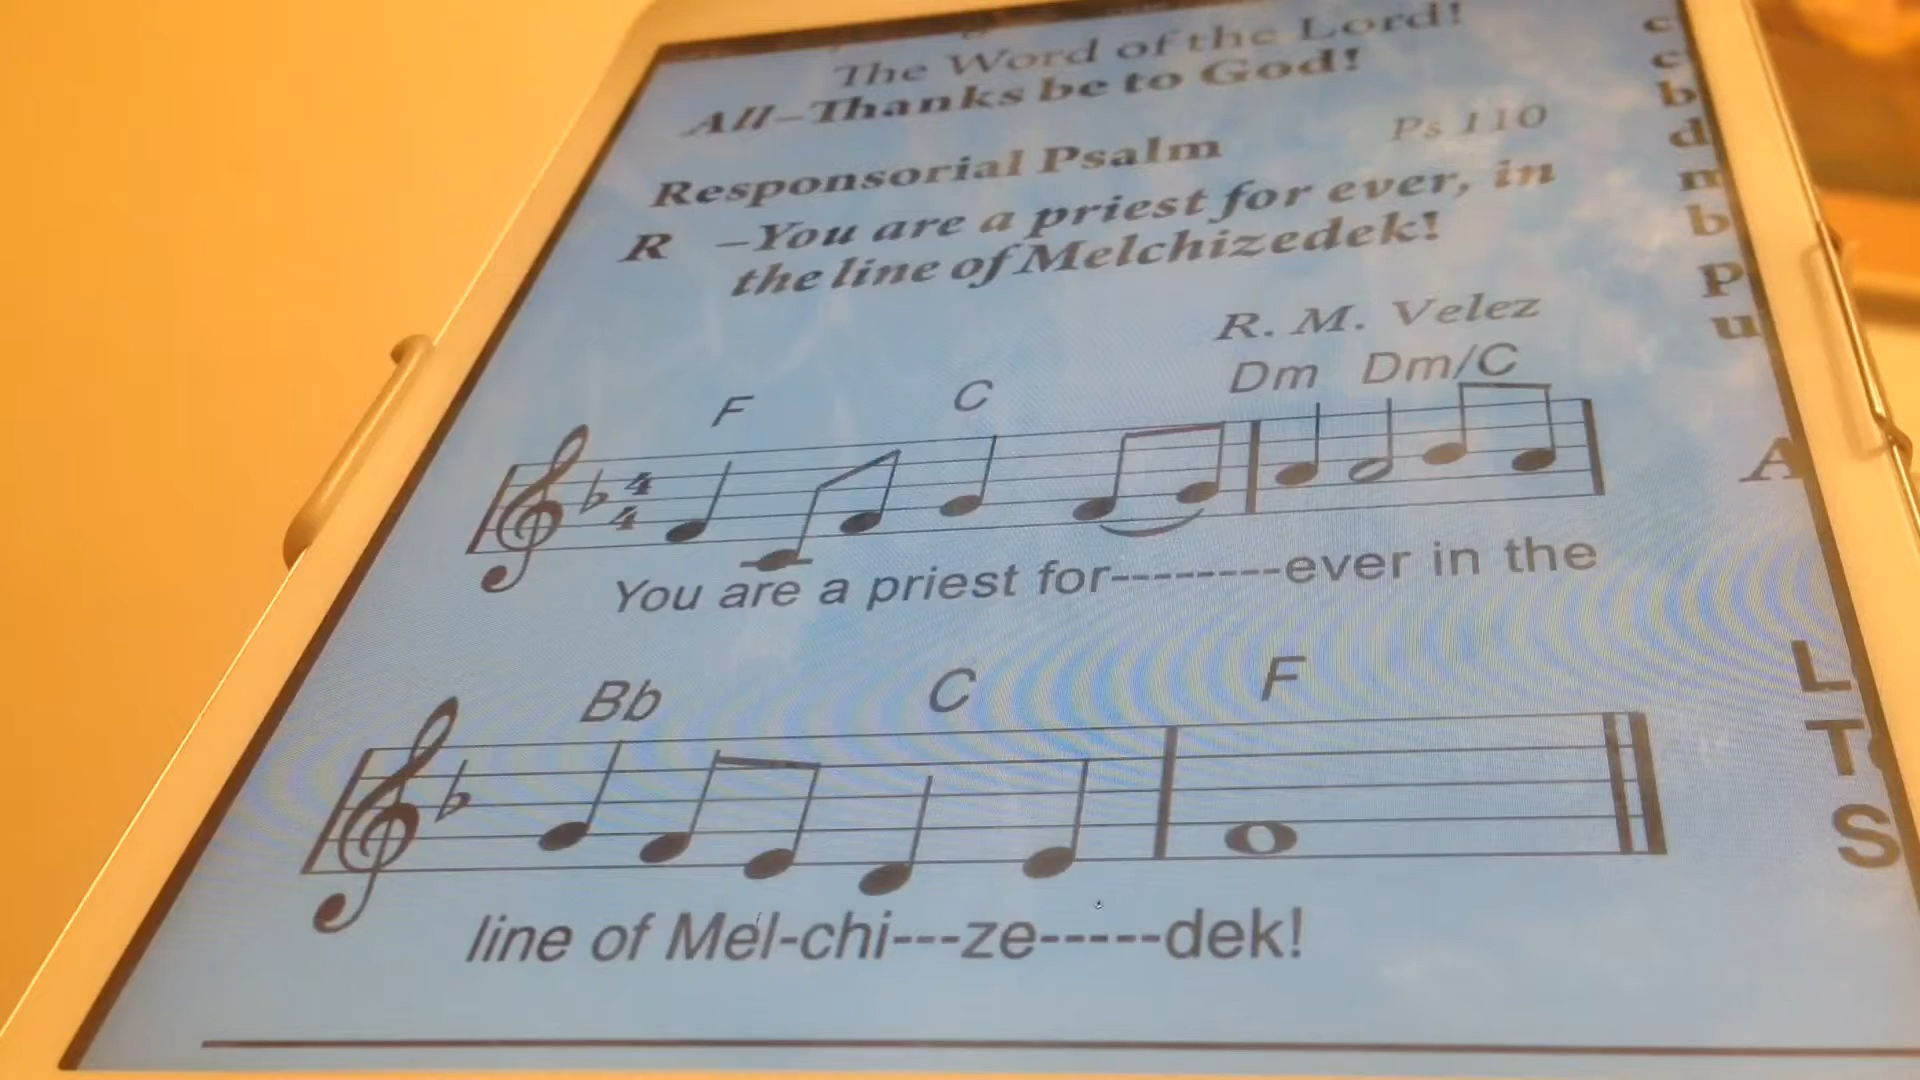 The Word of the Lord!
All–Thanks be to God!
Responsorial Psalm Ps 110
R –You are a priest for ever, in
the line of Melchizedek!
R. M. Velez
F C Dm Dm/C
4
4
You are a priest for--------ever in the
Bb C F
line of Mel-chi---ze-----dek!
c
c
b
d
m
b
p
u
A
L
T
S